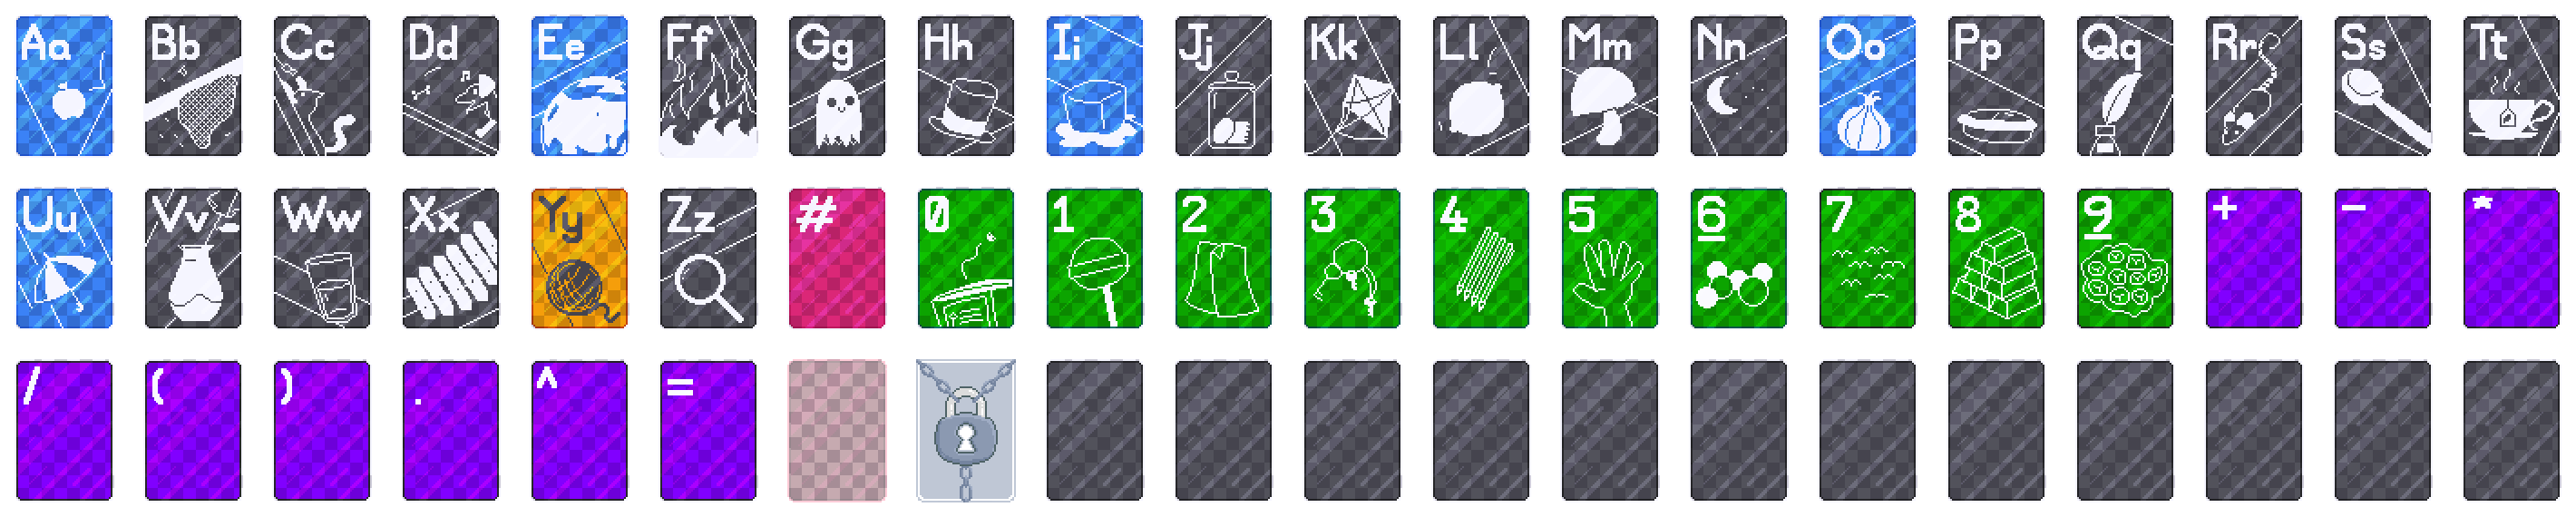 Aa Bb Cc Dd Ee Ff Gg Hh Ii Jj Kk Ll Mm Nn Oo Pp Qq Rr Ss Tt
Uu Vv Ww Xx Yy Zz # 0 1 2 3 4 5 6 7 8 9 + - *
/ ( ) . ^ =